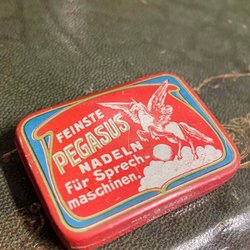 FEINSTE
PEGASUS
NADELN
für Sprech-
maschinen.